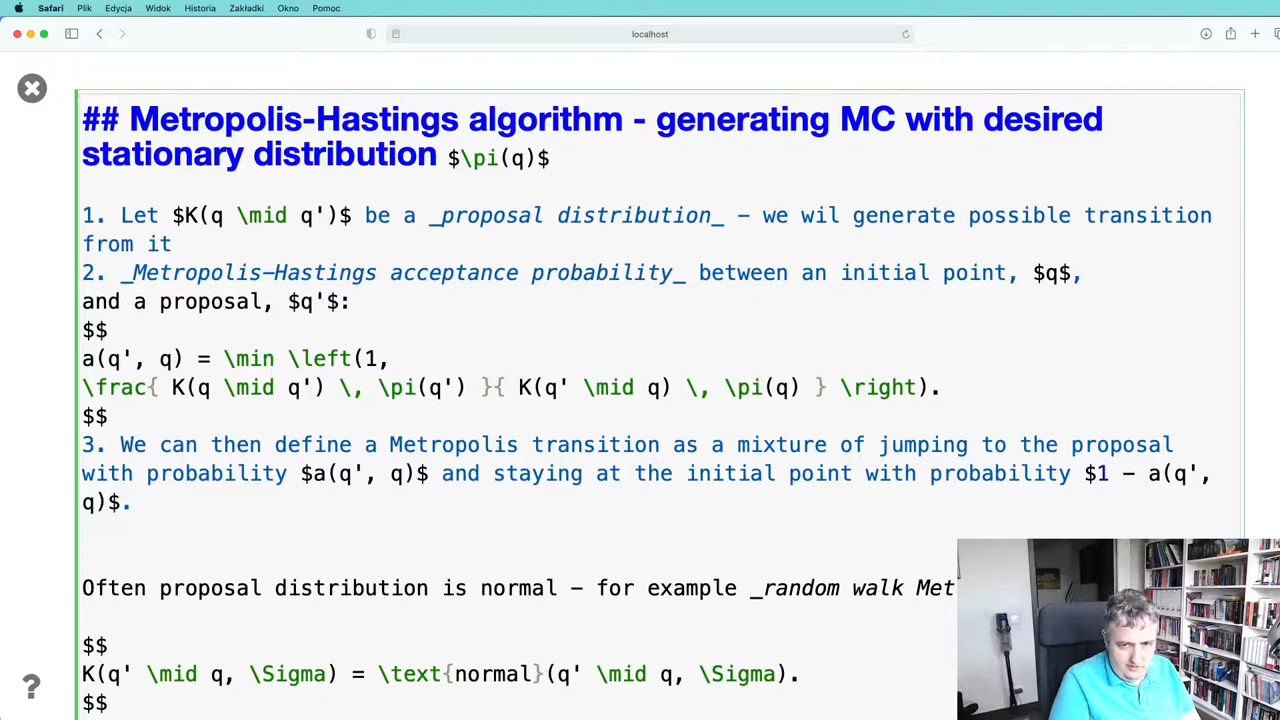 Safari Plik Edycja Widok Historia Zakładki Okno Pomoc
localhost
## Metropolis-Hastings algorithm - generating MC with desired
stationary distribution $\pi(q)$
1. Let $K(q \mid q')$ be a _proposal distribution_ - we wil generate possible transition
from it
2. _Metropolis-Hastings acceptance probability_ between an initial point, $q$,
and a proposal, $q'$:
$$
a(q', q) = \min \left(1,
\frac{ K(q \mid q') \, \pi(q') }{ K(q' \mid q) \, \pi(q) } \right).
$$
3. We can then define a Metropolis transition as a mixture of jumping to the proposal
with probability $a(q', q)$ and staying at the initial point with probability $1 - a(q',
q)$.
Often proposal distribution is normal - for example _random walk Met
$$
K(q' \mid q, \Sigma) = \text{normal}(q' \mid q, \Sigma).
$$
?